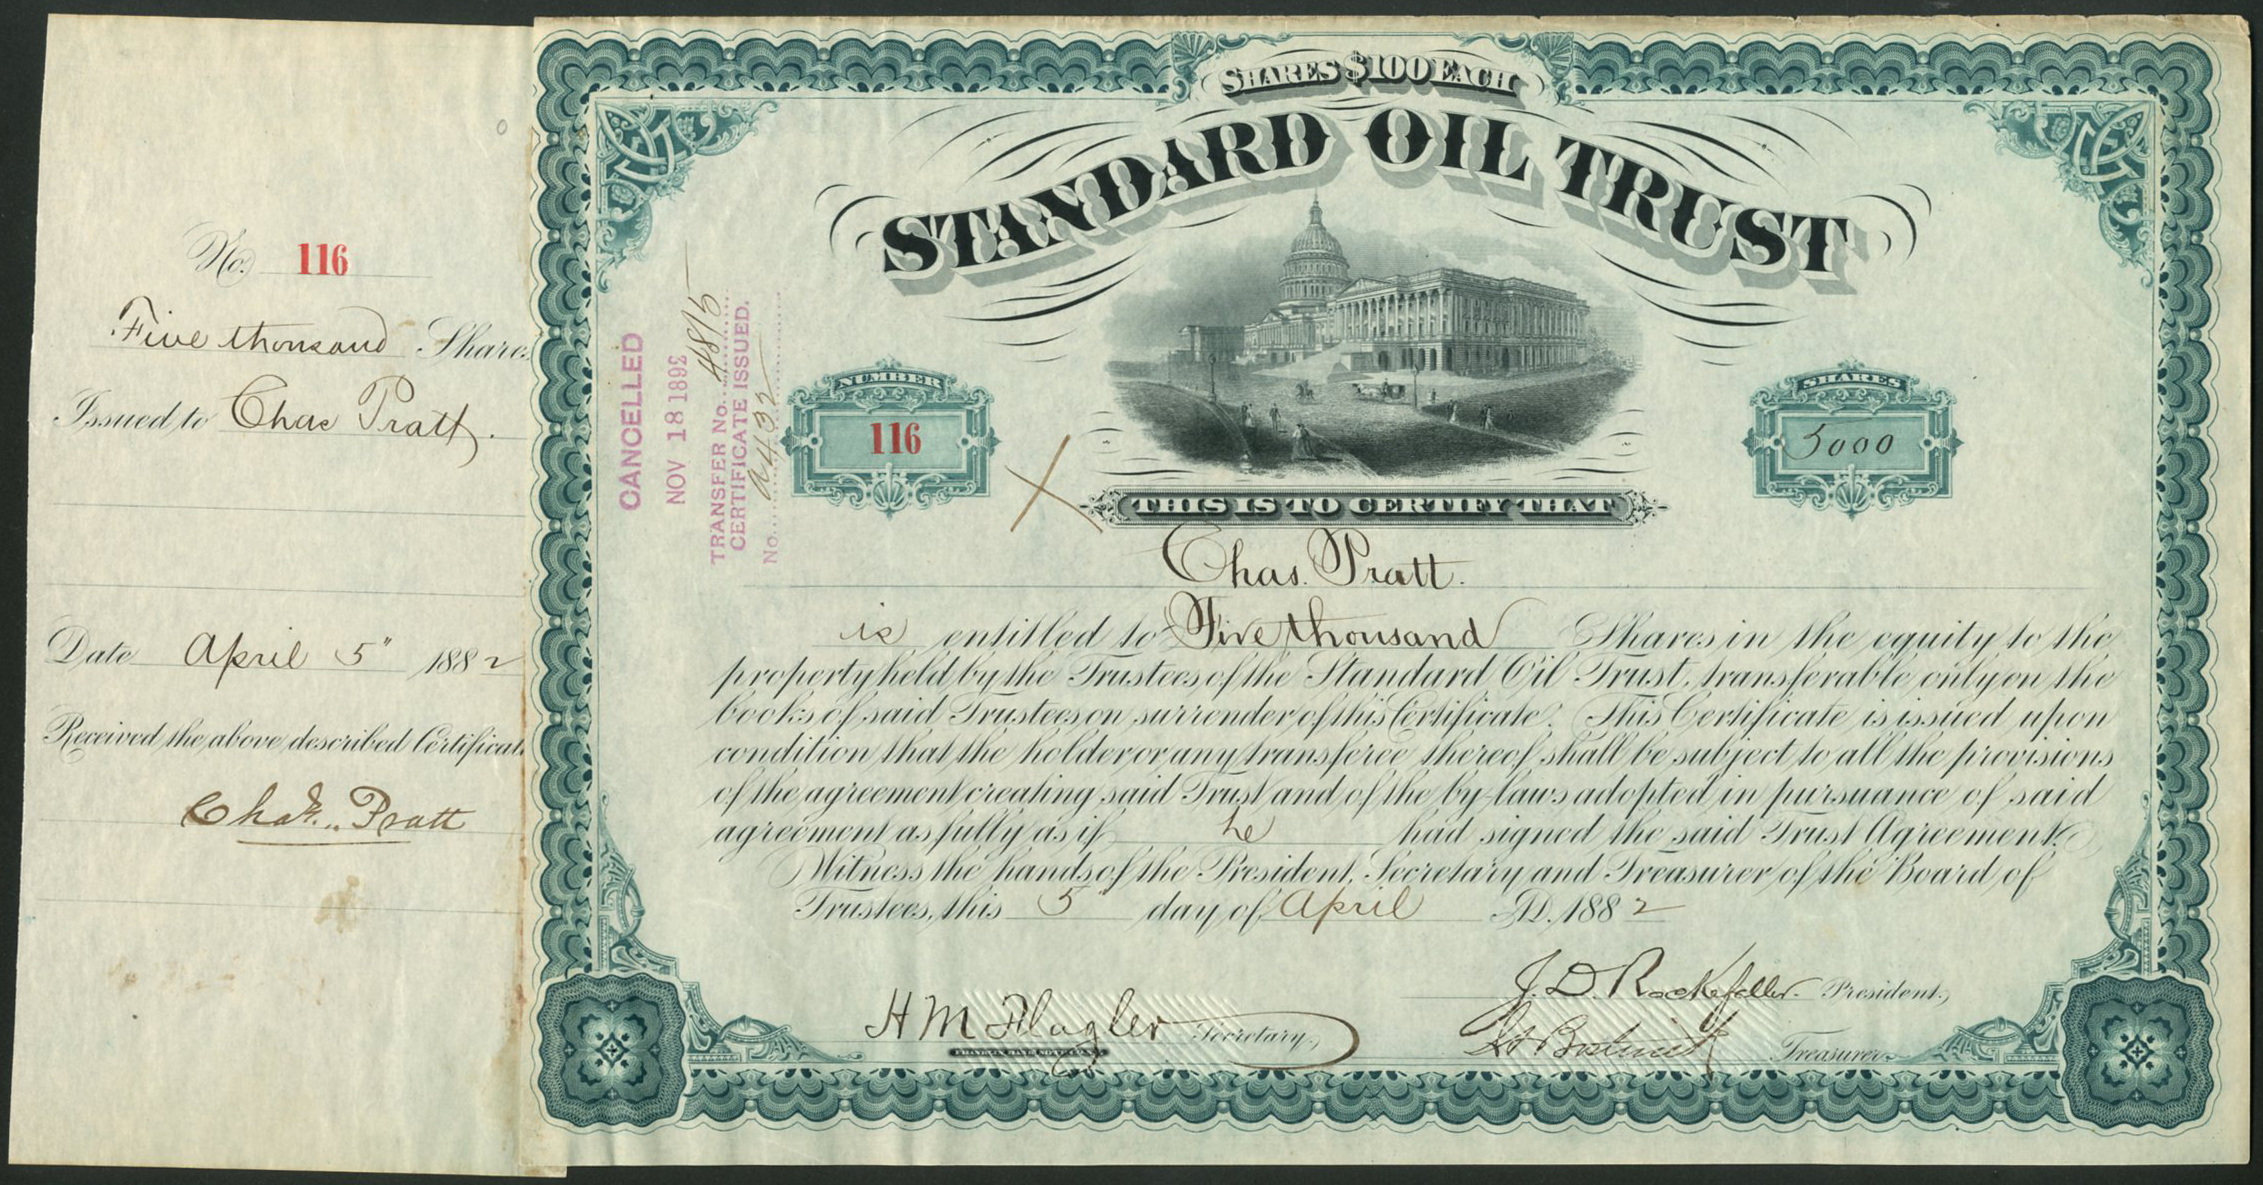 No. 116
Five thousand Shares
Issued to Chas Pratt.
Date April 5" 1882
Received the above described Certificate
Chas. Pratt
SHARES $100 EACH
STANDARD OIL TRUST
CANCELLED
NOV 18 1892
TRANSFER No. 4815
CERTIFICATE ISSUED.
No. a4432
NUMBER
116
SHARES
5000
THIS IS TO CERTIFY THAT
Chas. Pratt.
is entitled to Five thousand Shares in the equity to the
property held by the Trustees of the Standard Oil Trust, transferable only on the
books of said Trustees on surrender of this Certificate. This Certificate is issued upon
condition that the holder or any transferee thereof shall be subject to all the provisions
of the agreement creating said Trust and of the by-laws adopted in pursuance of said
agreement as fully as if he had signed the said Trust Agreement.
Witness the hands of the President, Secretary and Treasurer of the Board of
Trustees, this 5" day of April A.D. 1882
J. D. Rockefeller President.
H M Flagler Secretary.
Treasurer.